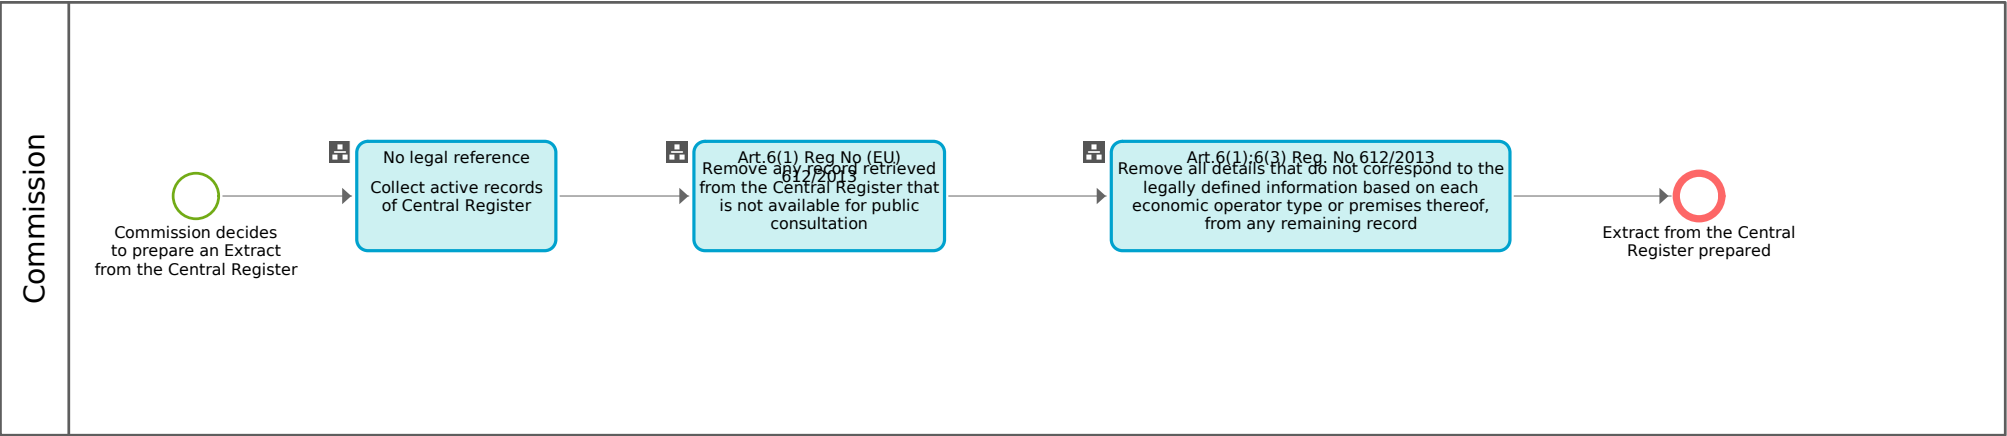 Commission
Commission decides
to prepare an Extract
from the Central Register
No legal reference
Collect active records
of Central Register
Art.6(1) Reg No (EU)
612/2013
Remove any record retrieved
from the Central Register that
is not available for public
consultation
Art.6(1);6(3) Reg. No 612/2013
Remove all details that do not correspond to the
legally defined information based on each
economic operator type or premises thereof,
from any remaining record
Extract from the Central
Register prepared